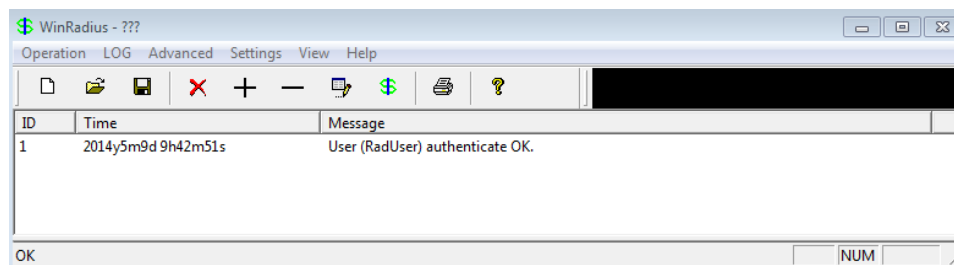 WinRadius - ???
Operation LOG Advanced Settings View Help
ID Time Message
1 2014y5m9d 9h42m51s User (RadUser) authenticate OK.
OK NUM